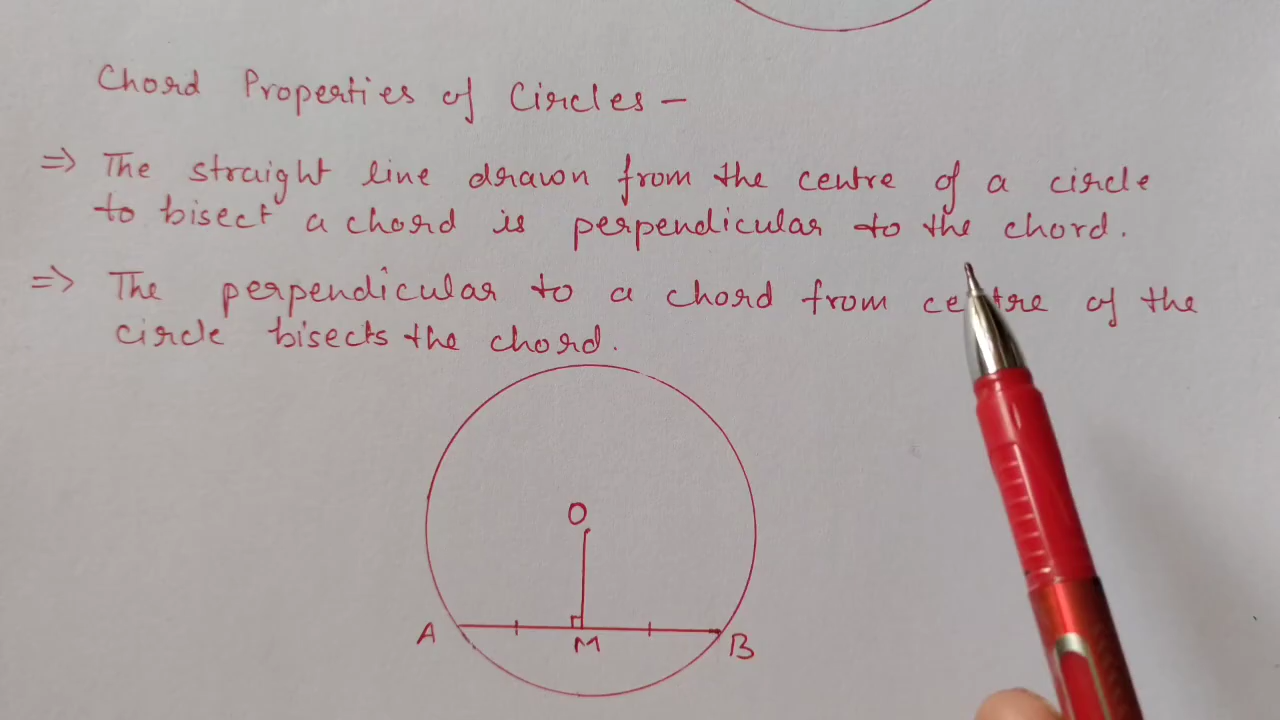 Chord Properties of Circles –
⇒ The straight line drawn from the centre of a circle
to bisect a chord is perpendicular to the chord.
⇒ The perpendicular to a chord from centre of the
circle bisects the chord.
O
A M B